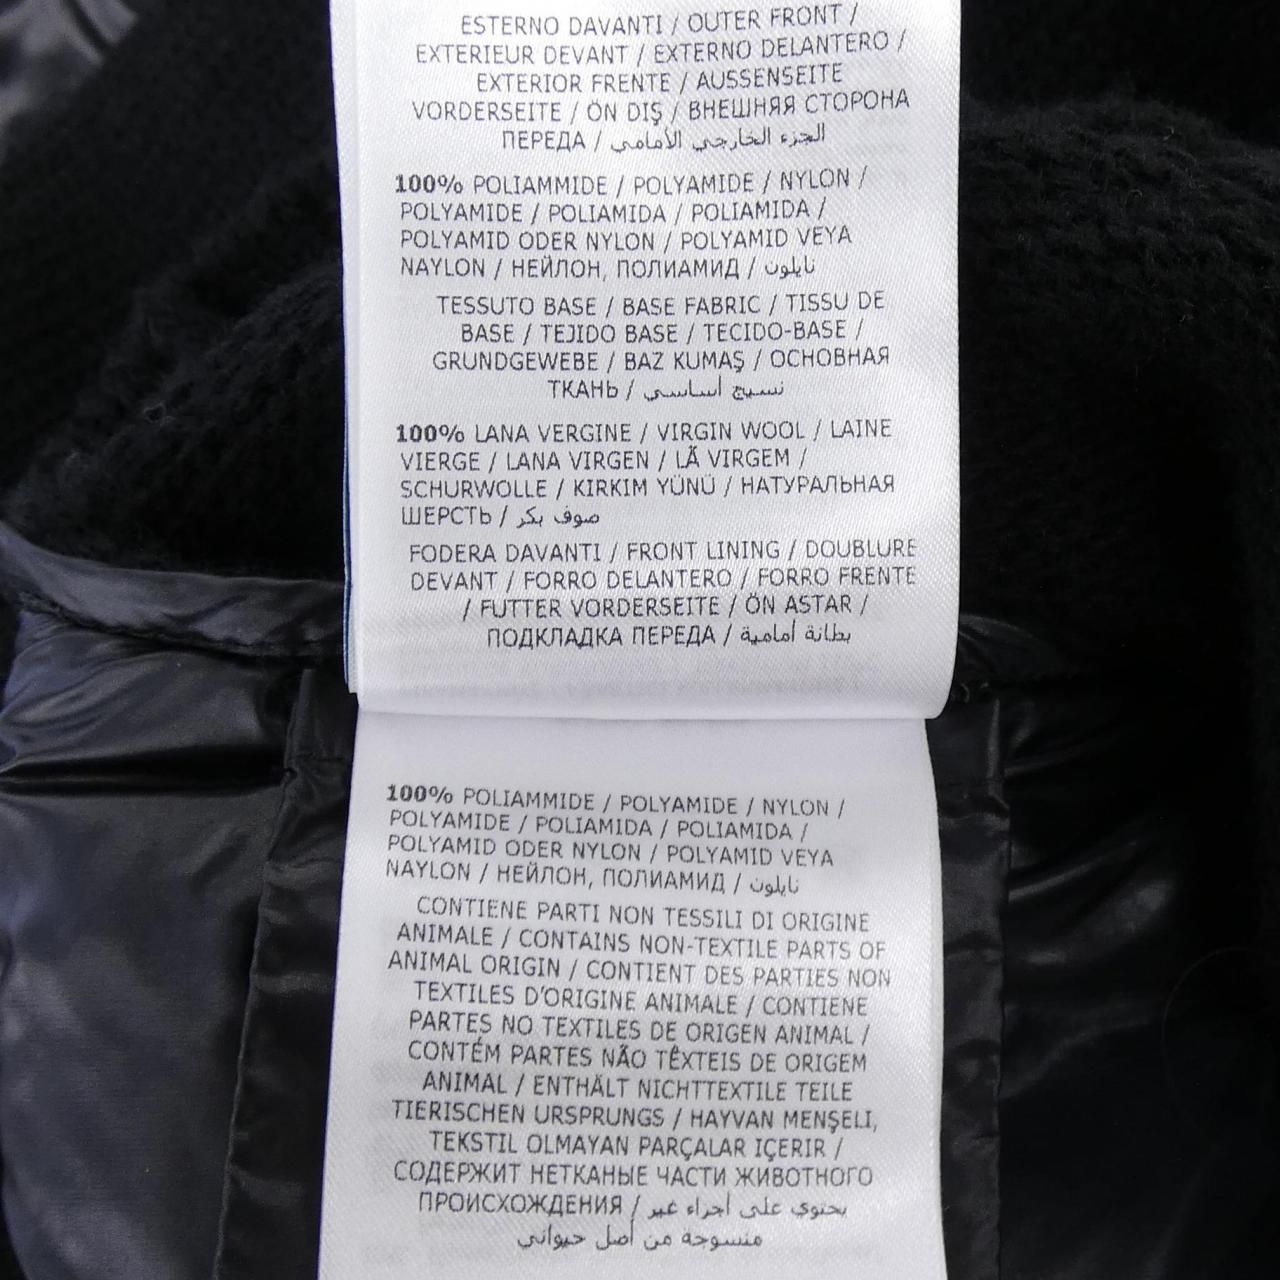 ESTERNO DAVANTI / OUTER FRONT /
EXTERIEUR DEVANT / EXTERNO DELANTERO /
EXTERIOR FRENTE / AUSSENSEITE
VORDERSEITE / ÖN DIŞ / ВНЕШНЯЯ СТОРОНА
ПЕРЕДА / الجزء الخارجي الأمامي
100% POLIAMMIDE / POLYAMIDE / NYLON /
POLYAMIDE / POLIAMIDA / POLIAMIDA /
POLYAMID ODER NYLON / POLYAMID VEYA
NAYLON / НЕЙЛОН, ПОЛИАМИД / نايلون
TESSUTO BASE / BASE FABRIC / TISSU DE
BASE / TEJIDO BASE / TECIDO-BASE /
GRUNDGEWEBE / BAZ KUMAŞ / ОСНОВНАЯ
ТКАНЬ / نسيج أساسي
100% LANA VERGINE / VIRGIN WOOL / LAINE
VIERGE / LANA VIRGEN / LÃ VIRGEM /
SCHURWOLLE / KIRKIM YÜNÜ / НАТУРАЛЬНАЯ
ШЕРСТЬ / صوف بكر
FODERA DAVANTI / FRONT LINING / DOUBLURE
DEVANT / FORRO DELANTERO / FORRO FRENTE
/ FUTTER VORDERSEITE / ÖN ASTAR /
ПОДКЛАДКА ПЕРЕДА / بطانة أمامية
100% POLIAMMIDE / POLYAMIDE / NYLON /
POLYAMIDE / POLIAMIDA / POLIAMIDA /
POLYAMID ODER NYLON / POLYAMID VEYA
NAYLON / НЕЙЛОН, ПОЛИАМИД / نايلون
CONTIENE PARTI NON TESSILI DI ORIGINE
ANIMALE / CONTAINS NON-TEXTILE PARTS OF
ANIMAL ORIGIN / CONTIENT DES PARTIES NON
TEXTILES D'ORIGINE ANIMALE / CONTIENE
PARTES NO TEXTILES DE ORIGEN ANIMAL /
CONTÉM PARTES NÃO TÊXTEIS DE ORIGEM
ANIMAL / ENTHÄLT NICHTTEXTILE TEILE
TIERISCHEN URSPRUNGS / HAYVAN MENŞELI,
TEKSTIL OLMAYAN PARÇALAR IÇERIR /
СОДЕРЖИТ НЕТКАНЫЕ ЧАСТИ ЖИВОТНОГО
ПРОИСХОЖДЕНИЯ / يحتوي على أجزاء غير
منسوجة من أصل حيواني